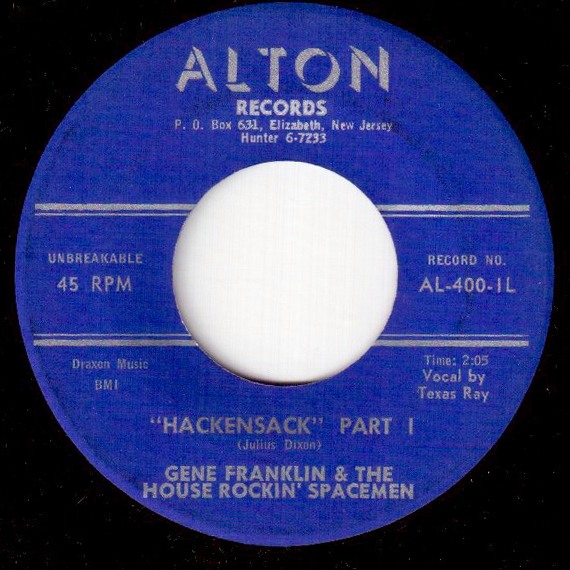 ALTON
RECORDS
P. O. Box 631, Elizabeth, New Jersey
Hunter 6-7233
UNBREAKABLE
45 RPM
RECORD NO.
AL-400-1L
Draxon Music
BMI
Time: 2:05
Vocal by
Texas Ray
"HACKENSACK" PART I
(Julius Dixon)
GENE FRANKLIN & THE
HOUSE ROCKIN' SPACEMEN